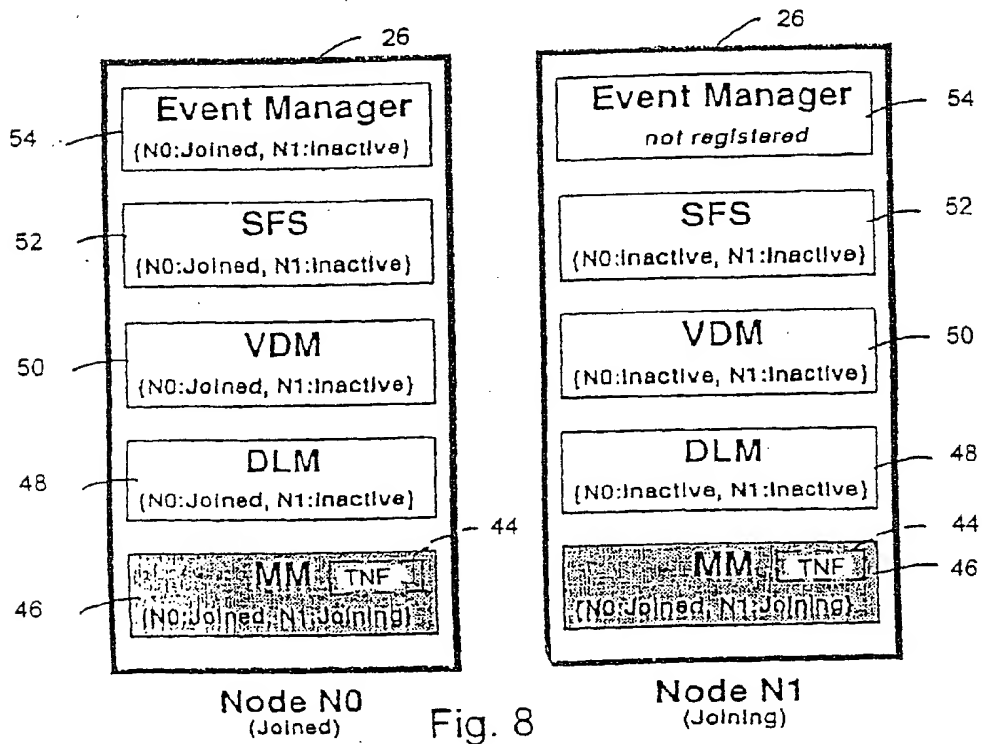 26
Event Manager
{N0:Joined, N1:Inactive}
54
SFS
{N0:Joined, N1:Inactive}
52
VDM
{N0:Joined, N1:Inactive}
50
DLM
{N0:Joined, N1:Inactive}
48
44
MM TNF
{N0:Joined, N1:Joining}
46
Node N0
(Joined)
26
Event Manager
not registered
54
SFS
{N0:Inactive, N1:Inactive}
52
VDM
{N0:Inactive, N1:Inactive}
50
DLM
{N0:Inactive, N1:Inactive}
48
44
MM TNF
46
{N0:Joined, N1:Joining}
Node N1
(Joining)
Fig. 8